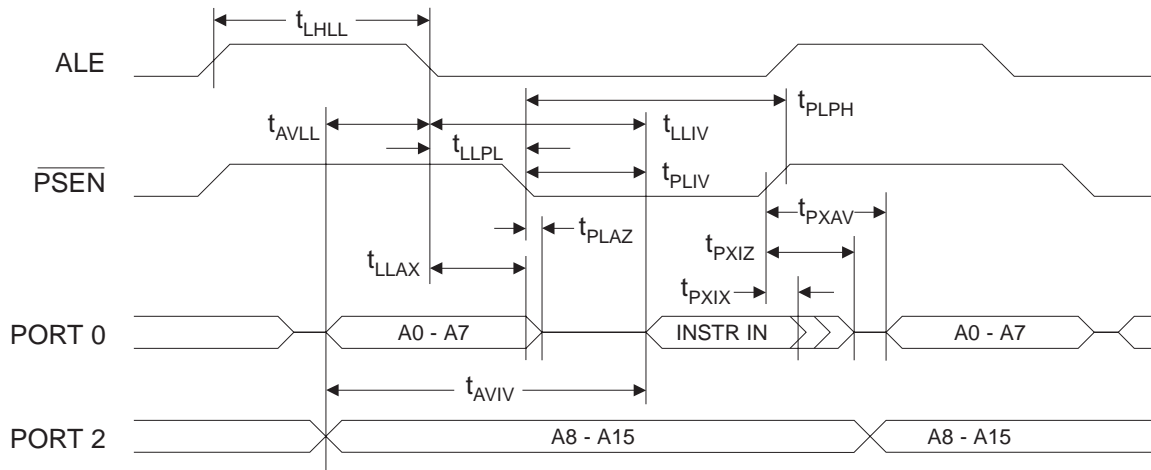 tLHLL
ALE
tPLPH
tAVLL
tLLIV
tLLPL
PSEN
tPLIV
tPXAV
tPLAZ
tPXIZ
tLLAX
tPXIX
PORT 0
A0 - A7
INSTR IN
A0 - A7
tAVIV
PORT 2
A8 - A15
A8 - A15